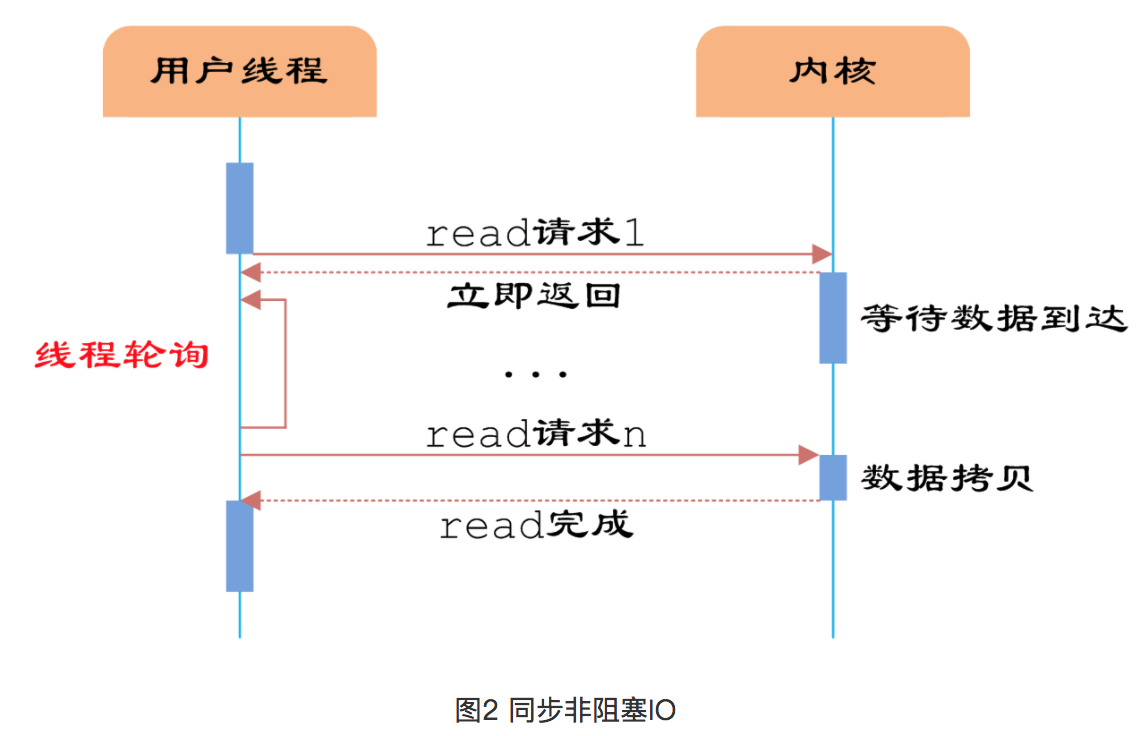 用户线程
内核
read请求1
立即返回
等待数据到达
线程轮询
...
read请求n
数据拷贝
read完成
图2 同步非阻塞IO